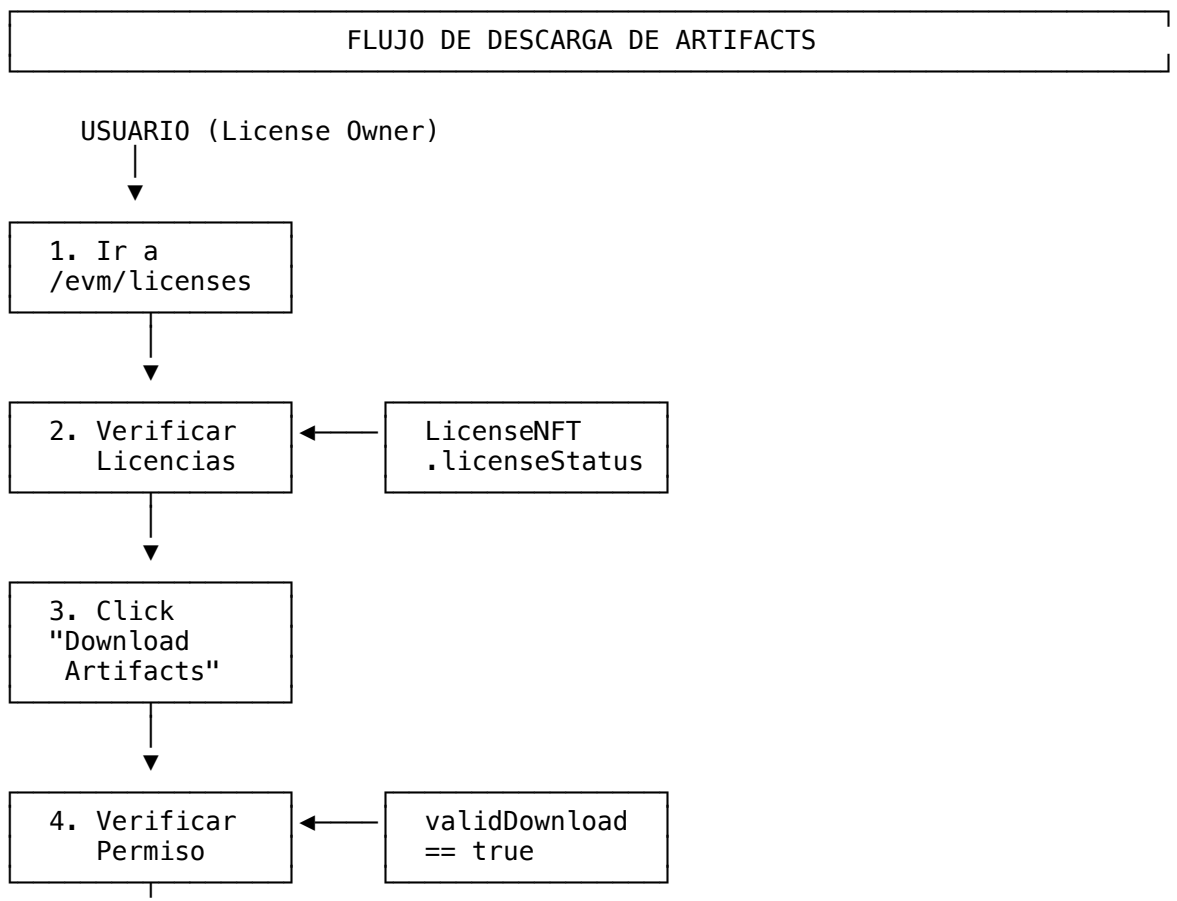 FLUJO DE DESCARGA DE ARTIFACTS
USUARIO (License Owner)
1. Ir a
/evm/licenses
2. Verificar
Licencias
LicenseNFT
.licenseStatus
3. Click
"Download
Artifacts"
4. Verificar
Permiso
validDownload
== true